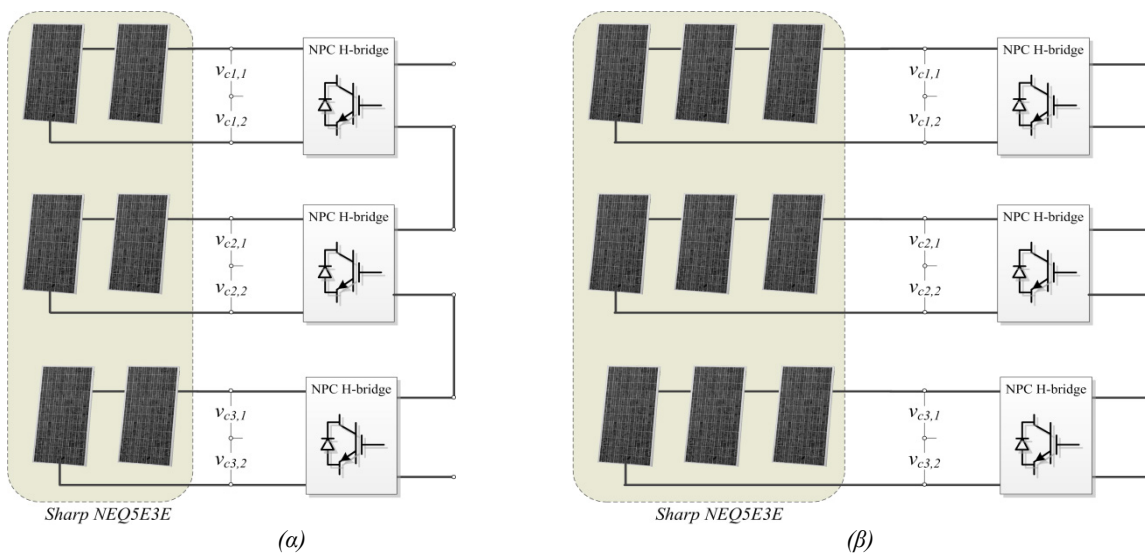 NPC H-bridge
v_{c1,1}
v_{c1,2}
NPC H-bridge
v_{c2,1}
v_{c2,2}
NPC H-bridge
v_{c3,1}
v_{c3,2}
Sharp NEQ5E3E
(α)
NPC H-bridge
v_{c1,1}
v_{c1,2}
NPC H-bridge
v_{c2,1}
v_{c2,2}
NPC H-bridge
v_{c3,1}
v_{c3,2}
Sharp NEQ5E3E
(β)